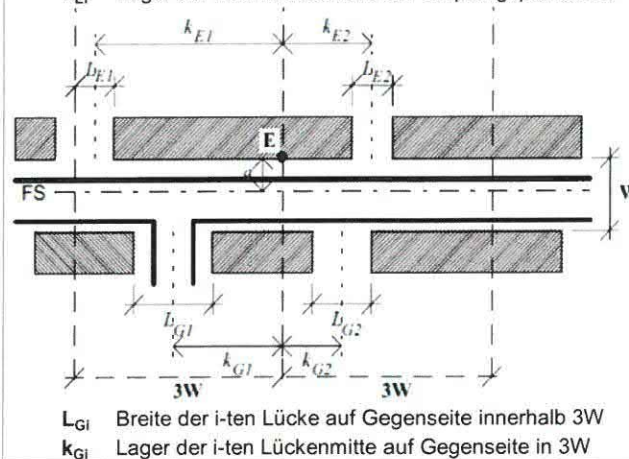 k_E1 k_E2
L_E1 L_E2
E
a
FS
W
L_G1 L_G2
k_G1 k_G2
3W 3W
L_Gi Breite der i-ten Lücke auf Gegenseite innerhalb 3W
k_Gi Lager der i-ten Lückenmitte auf Gegenseite in 3W